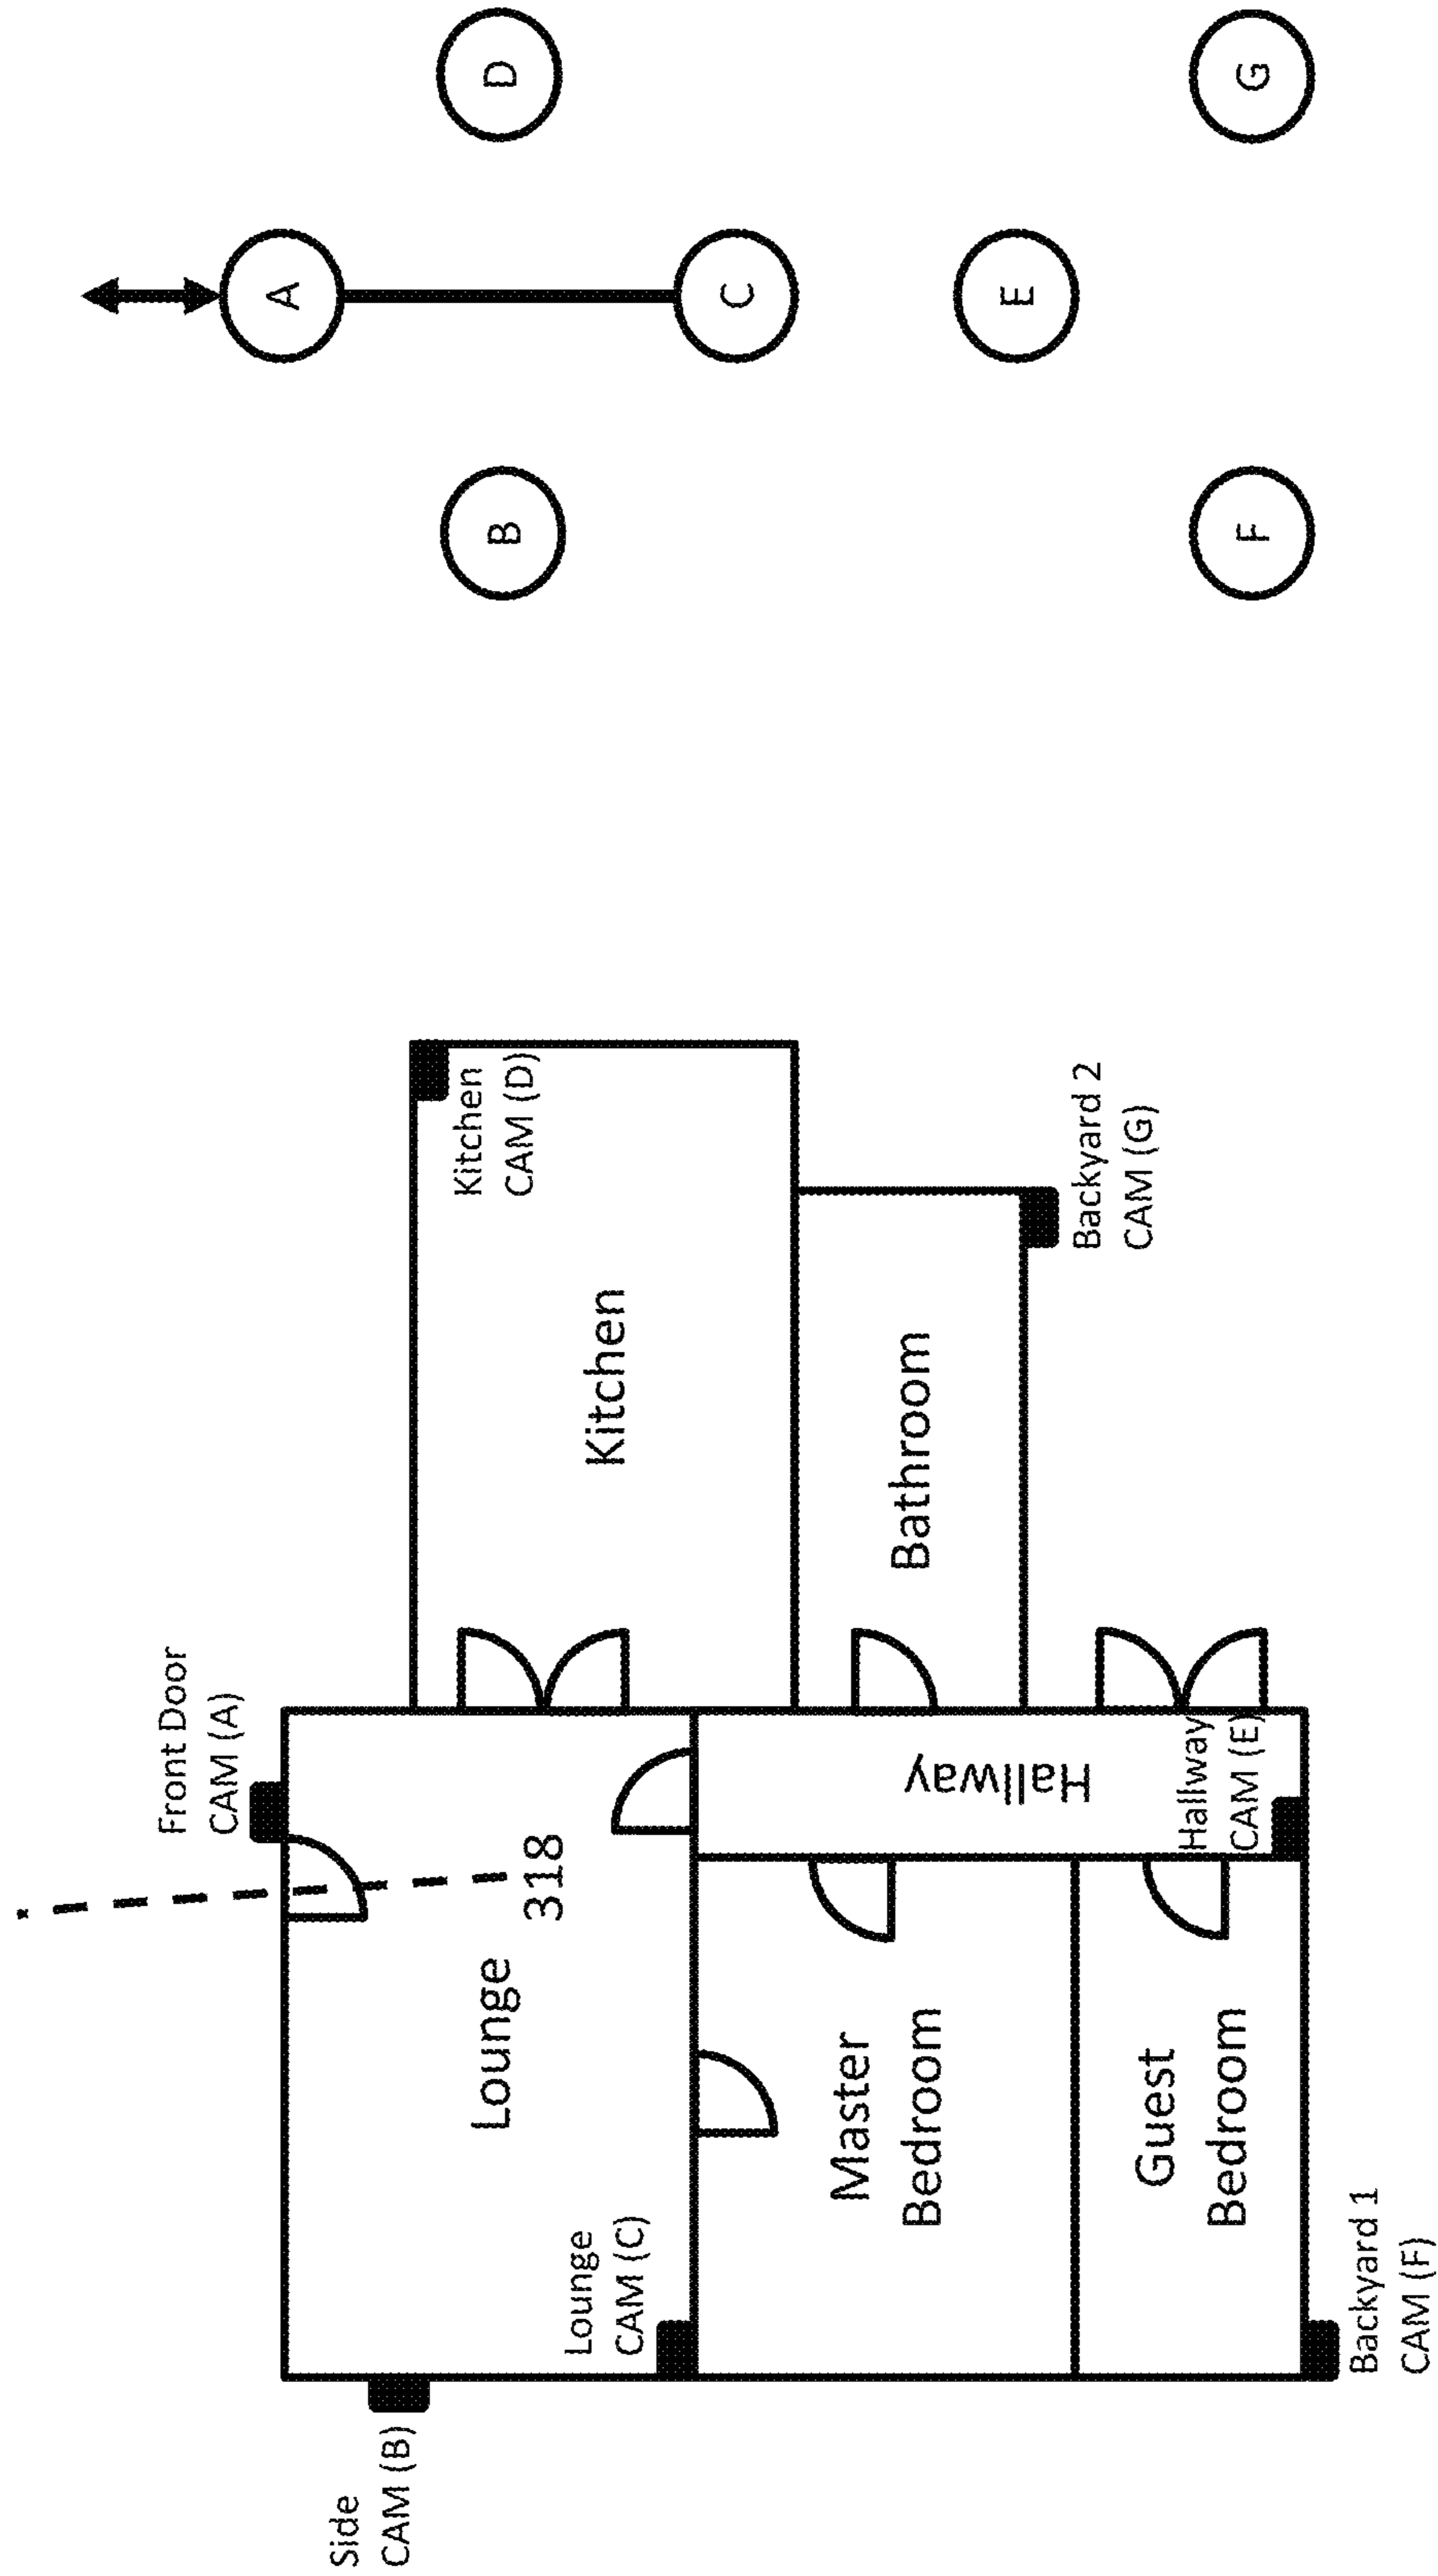 Front Door
CAM (A)
Side
CAM (B)
Lounge
318
Lounge
CAM (C)
Kitchen
CAM (D)
Kitchen
Master
Bedroom
Hallway
Bathroom
Guest
Bedroom
Hallway
CAM (E)
Backyard 2
CAM (G)
Backyard 1
CAM (F)
A
B
D
C
E
F
G